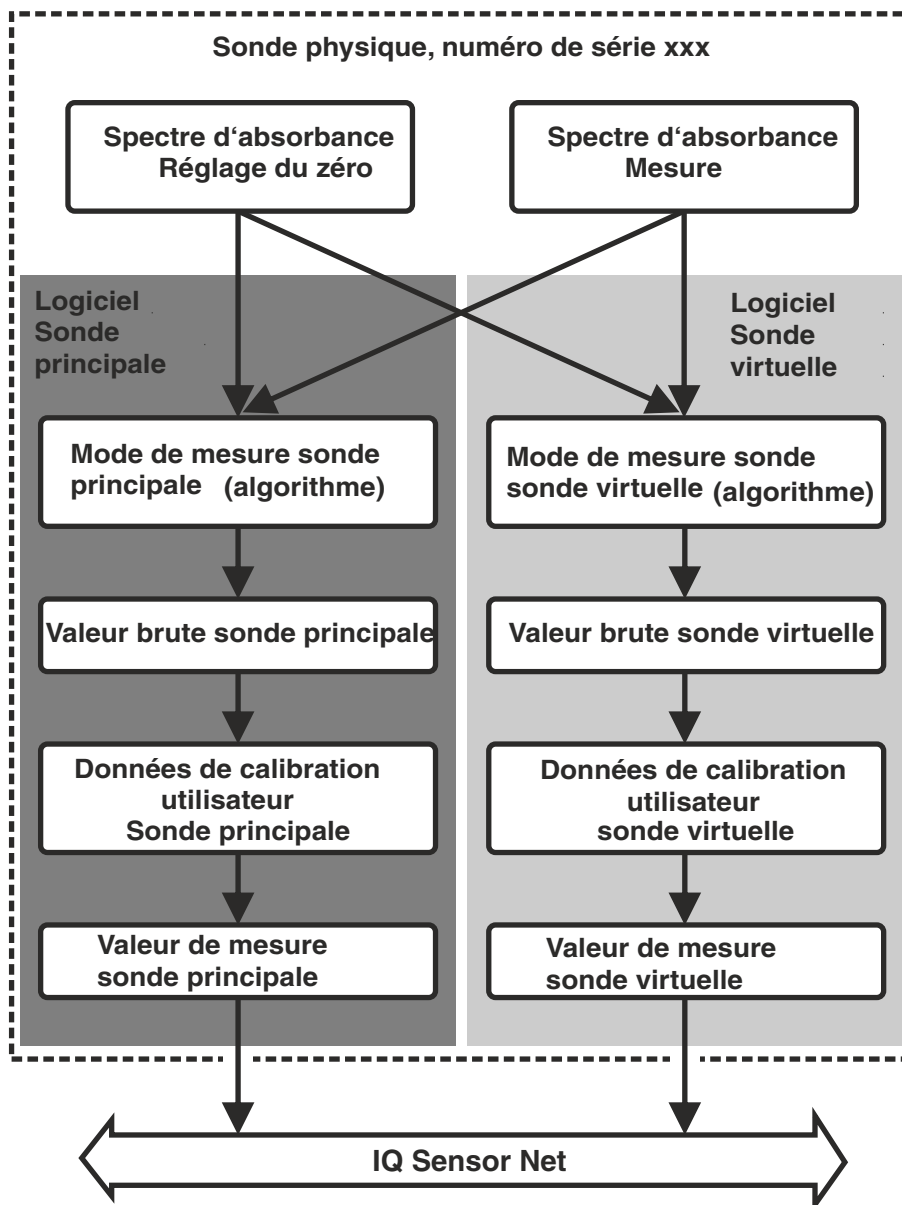 Sonde physique, numéro de série xxx
Spectre d‘absorbance
Réglage du zéro
Spectre d‘absorbance
Mesure
Logiciel
Sonde
principale
Logiciel
Sonde
virtuelle
Mode de mesure sonde
principale (algorithme)
Mode de mesure sonde
sonde virtuelle (algorithme)
Valeur brute sonde principale
Valeur brute sonde virtuelle
Données de calibration
utilisateur
Sonde principale
Données de calibration
utilisateur
sonde virtuelle
Valeur de mesure
sonde principale
Valeur de mesure
sonde virtuelle
IQ Sensor Net